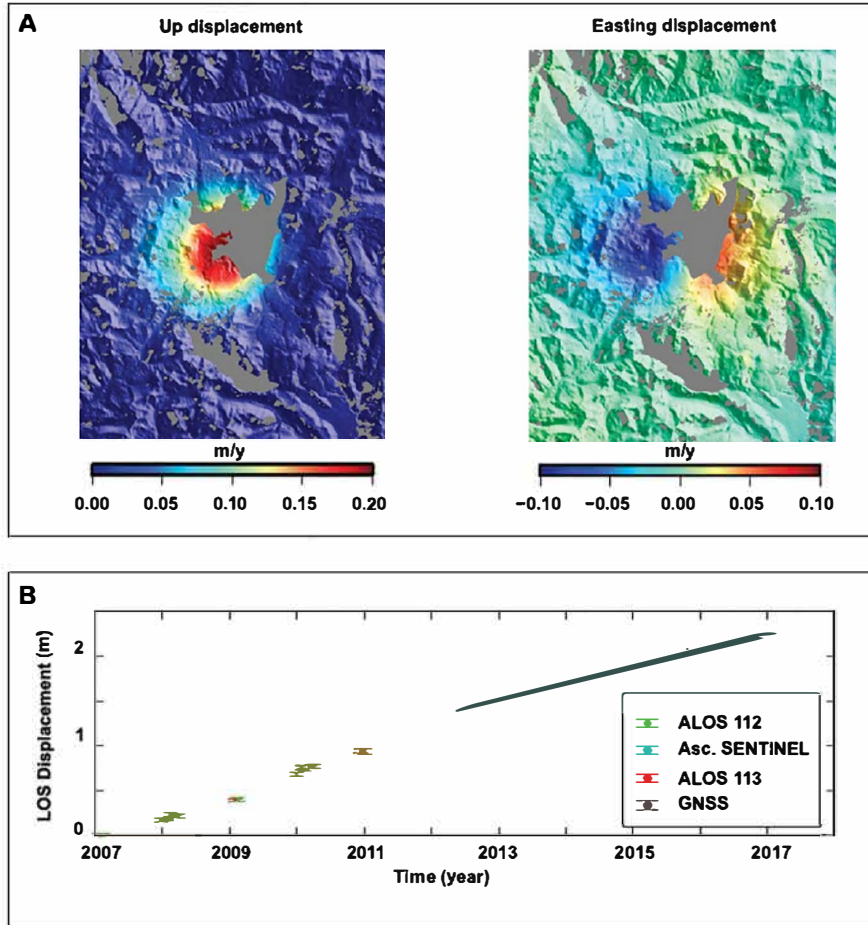 A
Up displacement
Easting displacement
m/y
0.00 0.05 0.10 0.15 0.20
m/y
−0.10 −0.05 0.00 0.05 0.10
B
LOS Displacement (m)
2
1
0
ALOS 112
Asc. SENTINEL
ALOS 113
GNSS
2007 2009 2011 2013 2015 2017
Time (year)